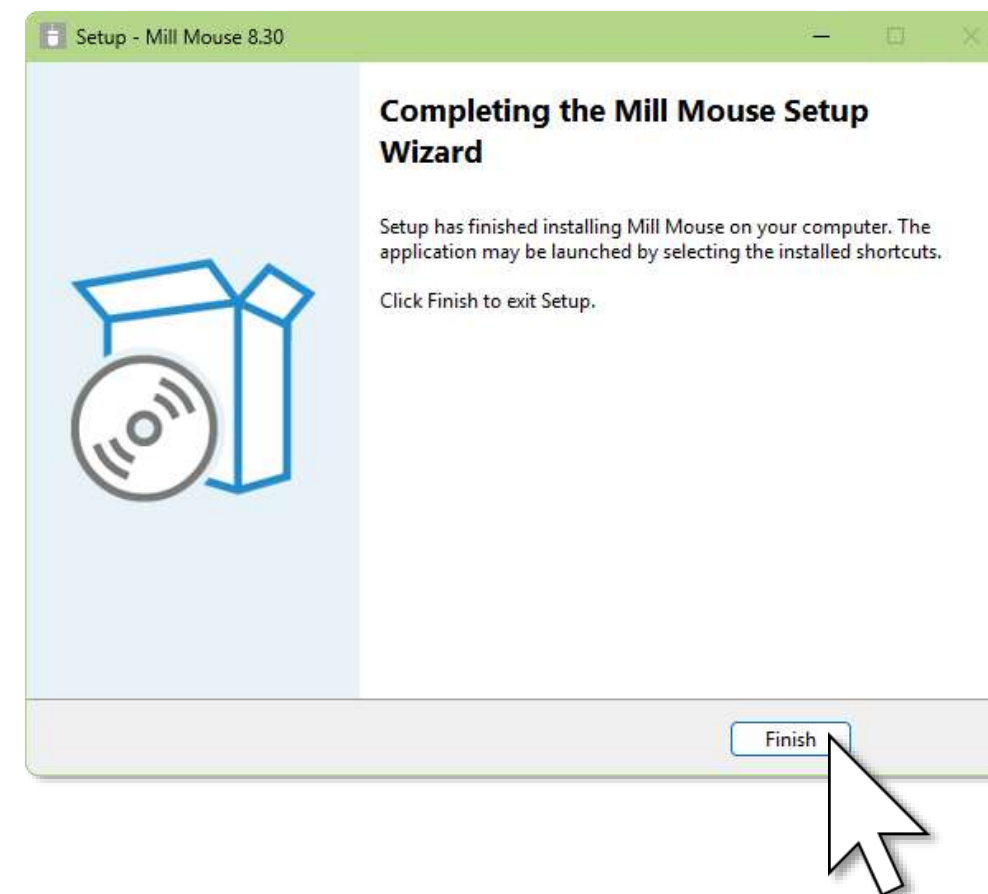 Setup - Mill Mouse 8.30
Completing the Mill Mouse Setup
Wizard
Setup has finished installing Mill Mouse on your computer. The
application may be launched by selecting the installed shortcuts.
Click Finish to exit Setup.
Finish